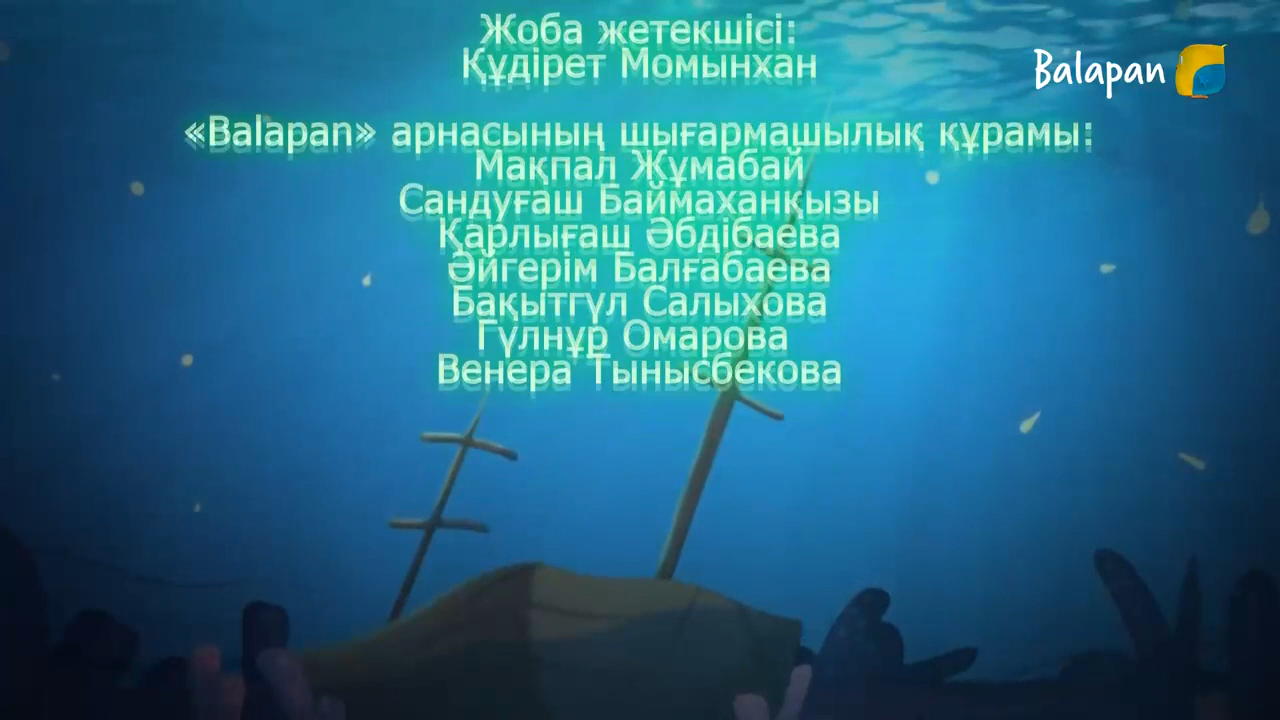 Жоба жетекшісі:
Құдірет Момынхан
Balapan
«Balapan» арнасының шығармашылық құрамы:
Мақпал Жұмабай
Сандуғаш Баймаханқызы
Қарлығаш Әбдібаева
Әйгерім Балғабаева
Бақытгүл Салыхова
Гүлнұр Омарова
Венера Тынысбекова